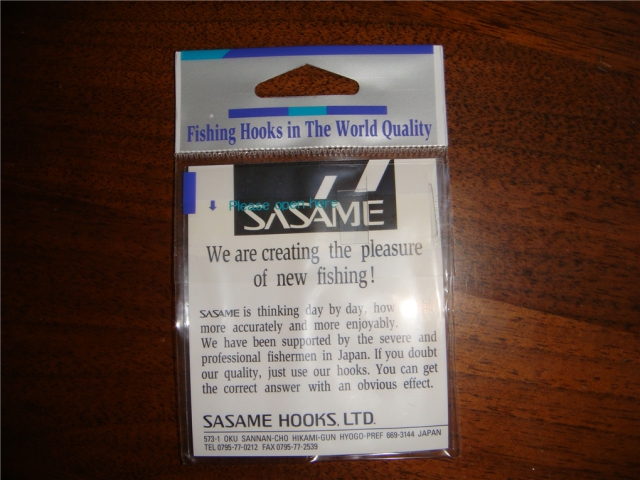 Fishing Hooks in The World Quality
Please open here
SASAME
We are creating the pleasure
of new fishing!
SASAME is thinking day by day, how
more accurately and more enjoyably.
We have been supported by the severe and
professional fishermen in Japan. If you doubt
our quality, just use our hooks. You can get
the correct answer with an obvious effect.
SASAME HOOKS, LTD.
573-1 OKU SANNAN-CHO HIKAMI-GUN HYOGO-PREF 669-3144 JAPAN
TEL 0795-77-0212 FAX 0795-77-2539